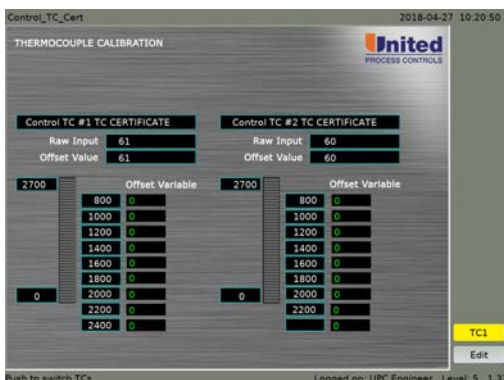 Control_TC_Cert 2018-04-27 10:20:50
THERMOCOUPLE CALIBRATION
United
PROCESS CONTROLS
Control TC #1 TC CERTIFICATE Control TC #2 TC CERTIFICATE
Raw Input 61 Raw Input 60
Offset Value 61 Offset Value 60
2700 Offset Variable 2700 Offset Variable
800 0 800 0
1000 0 1000 0
1200 0 1200 0
1400 0 1400 0
1600 0 1600 0
1800 0 1800 0
0 2000 0 0 2000 0
2200 0 2200 0
2400 0 0
TC1
Edit
Push to switch TCs Logged on: UPC Engineer Level: 5